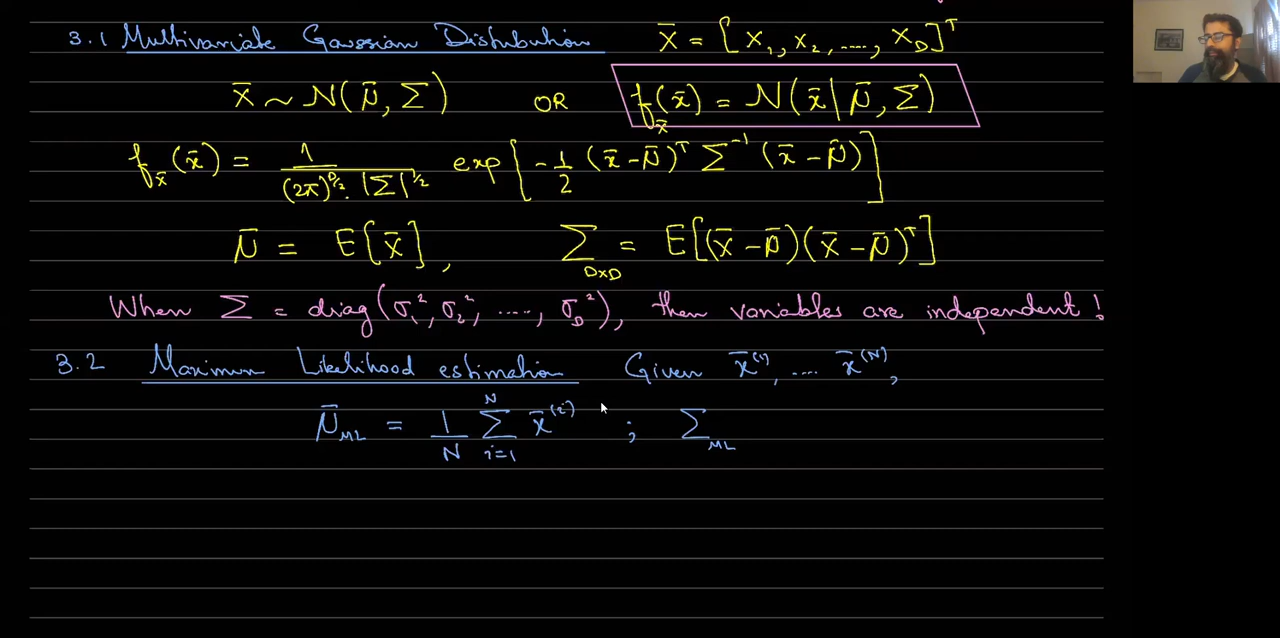 3.1 Multivariate Gaussian Distribution X̄ = [X₁, X₂, ...., X_D]ᵀ
X̄ ~ N(μ̄, Σ) OR f_X̄(x̄) = N(x̄ | μ̄, Σ)
f_X̄(x̄) = 1 / ((2π)^{D/2} · |Σ|^{1/2}) exp[-1/2 (x̄-μ̄)ᵀ Σ⁻¹ (x̄-μ̄)]
μ̄ = E[X̄], Σ_{D×D} = E[(X̄-μ̄)(X̄-μ̄)ᵀ]
When Σ = diag(σ₁², σ₂², ....., σ_D²), then variables are independent!
3.2 Maximum Likelihood estimation Given x̄⁽¹⁾, .... x̄⁽ᴺ⁾,
μ̄_ML = 1/N Σ_{i=1}^{N} x̄⁽ⁱ⁾ ; Σ_ML